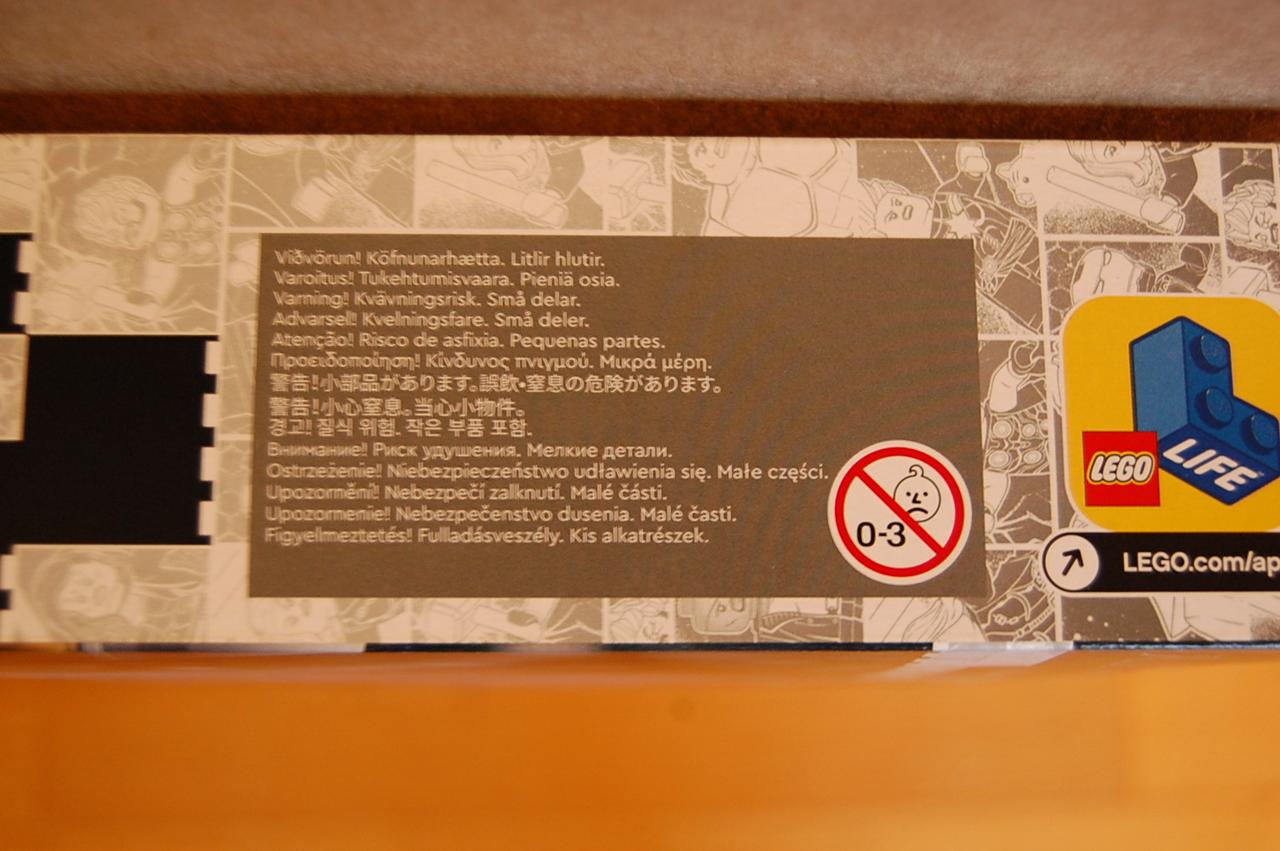 Viðvörun! Köfnunarhætta. Litlir hlutir.
Varoitus! Tukehtumisvaara. Pieniä osia.
Varning! Kvävningsrisk. Små delar.
Advarsel! Kvelningsfare. Små deler.
Atenção! Risco de asfixia. Pequenas partes.
Προειδοποίηση! Κίνδυνος πνιγμού. Μικρά μέρη.
警告!小部品があります。誤飲•窒息の危険があります。
警告!小心窒息。当心小物件。
경고! 질식 위험. 작은 부품 포함.
Внимание! Риск удушения. Мелкие детали.
Ostrzeżenie! Niebezpieczeństwo udławienia się. Małe części.
Upozornění! Nebezpečí zalknutí. Malé části.
Upozornenie! Nebezpečenstvo dusenia. Malé časti.
Figyelmeztetés! Fulladásveszély. Kis alkatrészek.
0-3
LEGO
LIFE
LEGO.com/ap